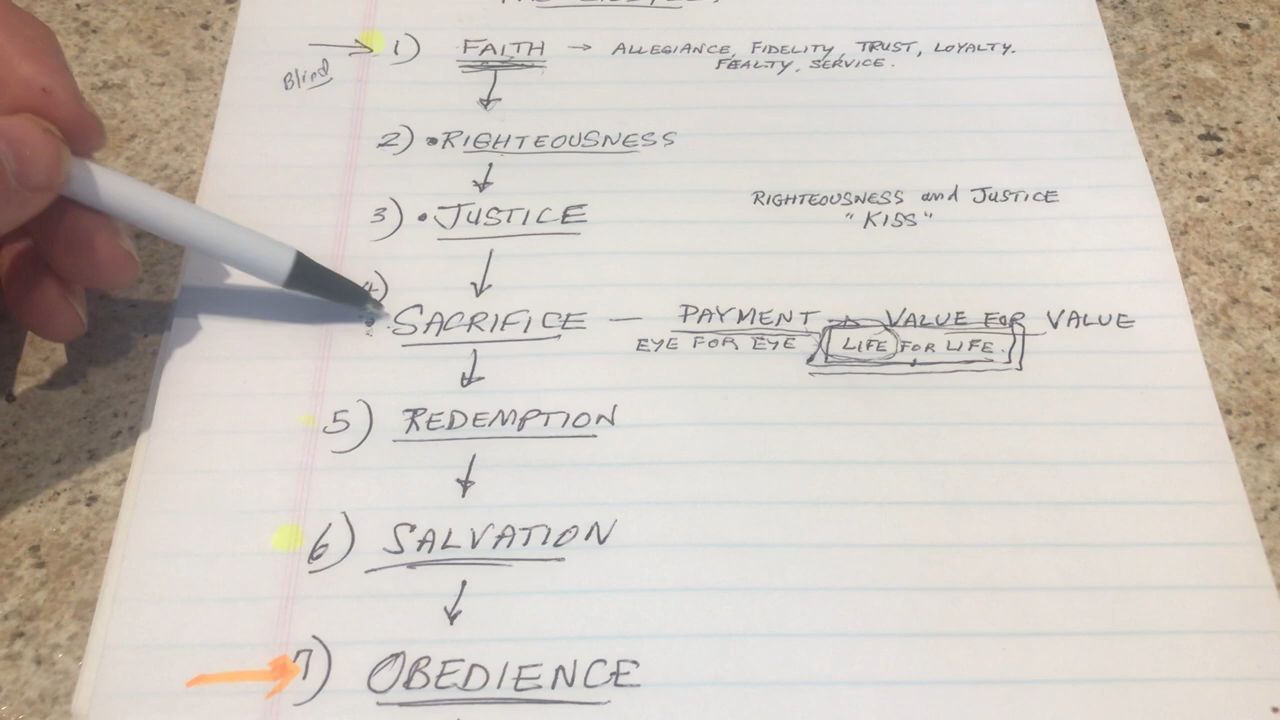 1) FAITH → ALLEGIANCE, FIDELITY, TRUST, LOYALTY.
FEALTY, SERVICE.
Blind
2) •RIGHTEOUSNESS
3) •JUSTICE
RIGHTEOUSNESS and JUSTICE
"KISS"
4)
SACRIFICE — PAYMENT VALUE FOR VALUE
EYE FOR EYE LIFE FOR LIFE.
5) REDEMPTION
6) SALVATION
7) OBEDIENCE